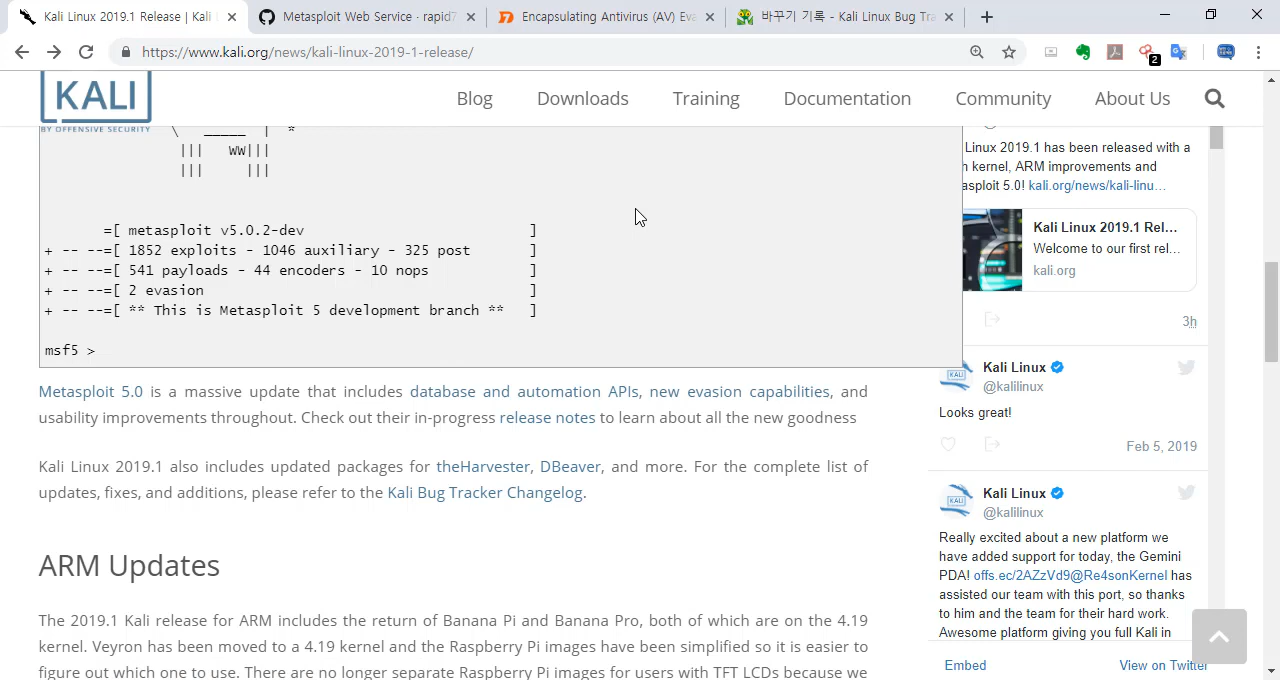 Kali Linux 2019.1 Release | Kali
Metasploit Web Service · rapid7
Encapsulating Antivirus (AV) Eva
바꾸기 기록 - Kali Linux Bug Tra
https://www.kali.org/news/kali-linux-2019-1-release/
2
KALI
BY OFFENSIVE SECURITY
Blog
Downloads
Training
Documentation
Community
About Us
\ _____ | *
||| WW|||
||| |||
=[ metasploit v5.0.2- ]
+ -- --=[ 1852 exploits - 1046 auxiliary - 325 post ]
+ -- --=[ 541 payloads - 44 encoders - 10 nops ]
+ -- --=[ 2 evasion ]
+ -- --=[ ** This is Metasploit 5 development branch ** ]
msf5 >
Metasploit 5.0 is a massive update that includes database and automation APIs, new evasion capabilities, and
usability improvements throughout. Check out their in-progress release notes to learn about all the new goodness
Kali Linux 2019.1 also includes updated packages for theHarvester, DBeaver, and more. For the complete list of
updates, fixes, and additions, please refer to the Kali Bug Tracker Changelog.
ARM Updates
The 2019.1 Kali release for ARM includes the return of Banana Pi and Banana Pro, both of which are on the 4.19
kernel. Veyron has been moved to a 4.19 kernel and the Raspberry Pi images have been simplified so it is easier to
figure out which one to use. There are no longer separate Raspberry Pi images for users with TFT LCDs because we
Linux 2019.1 has been released with a
kernel, ARM improvements and
asploit 5.0! kali.org/news/kali-linu…
Kali Linux 2019.1 Rel...
Welcome to our first rel...
kali.org
3h
Kali Linux
@kalilinux
Looks great!
Feb 5, 2019
Kali Linux
@kalilinux
Really excited about a new platform we
have added support for today, the Gemini
PDA! offs.ec/2AZzVd9@Re4sonKernel has
assisted our team with this port, so thanks
to him and the team for their hard work.
Awesome platform giving you full Kali in
Embed
View on Twitter